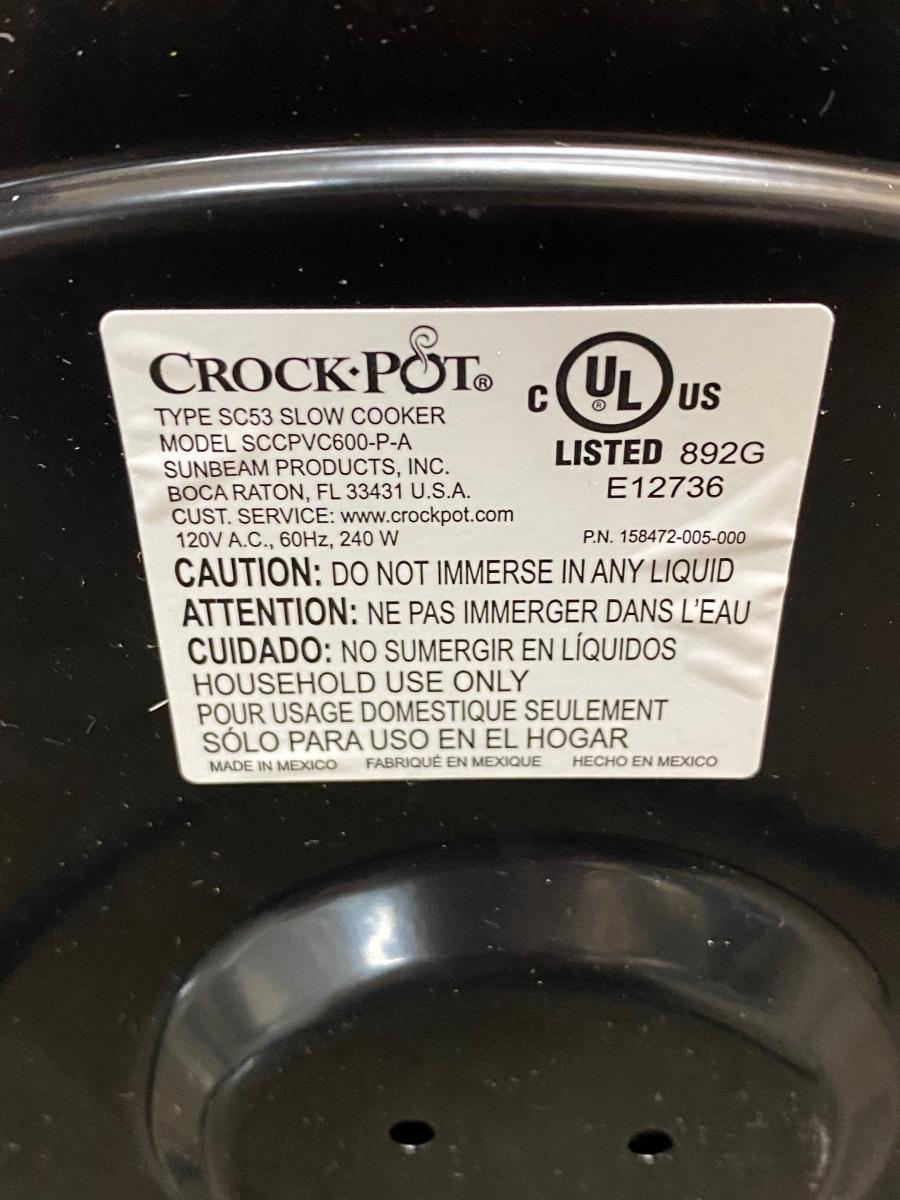 CROCK·POT®
TYPE SC53 SLOW COOKER
MODEL SCCPVC600-P-A
SUNBEAM PRODUCTS, INC.
BOCA RATON, FL 33431 U.S.A.
CUST. SERVICE: www.crockpot.com
120V A.C., 60Hz, 240 W
C UL® US
LISTED 892G
E12736
P.N. 158472-005-000
CAUTION: DO NOT IMMERSE IN ANY LIQUID
ATTENTION: NE PAS IMMERGER DANS L'EAU
CUIDADO: NO SUMERGIR EN LÍQUIDOS
HOUSEHOLD USE ONLY
POUR USAGE DOMESTIQUE SEULEMENT
SÓLO PARA USO EN EL HOGAR
MADE IN MEXICO FABRIQUÉ EN MEXIQUE HECHO EN MEXICO